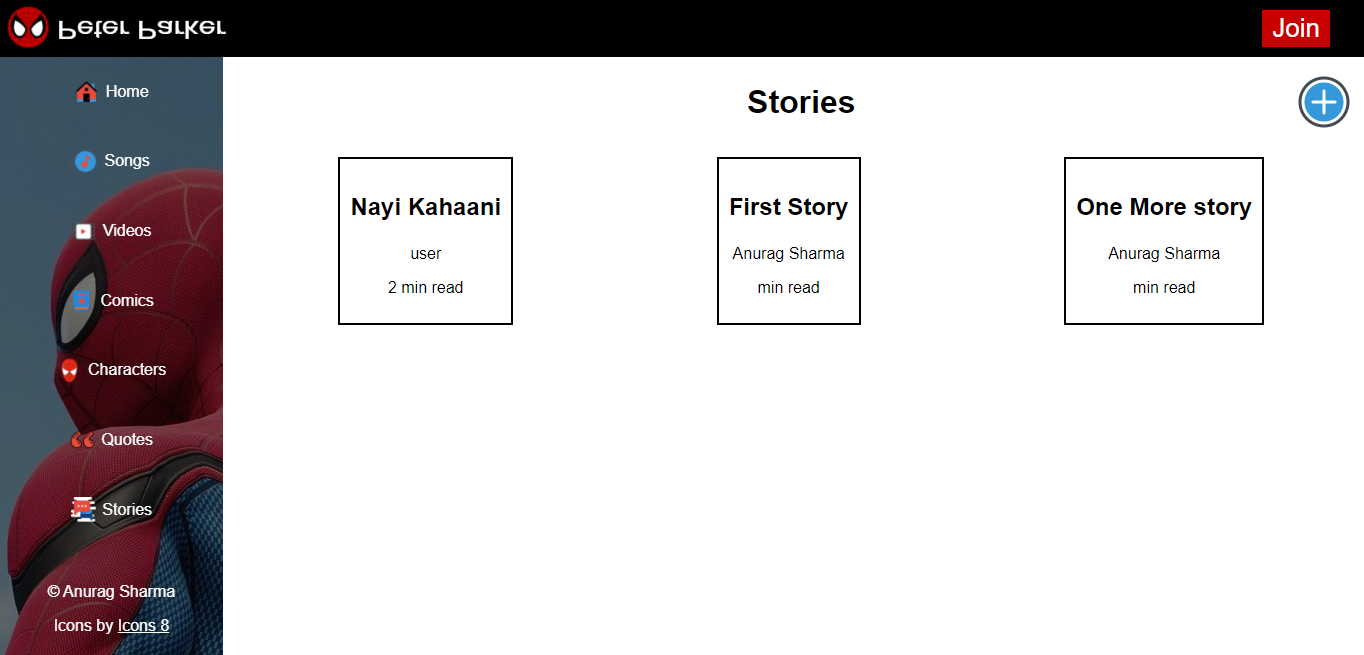 Peter Parker
Join
Home
Songs
Videos
Comics
Characters
Quotes
Stories
© Anurag Sharma
Icons by Icons 8
Stories
Nayi Kahaani
user
2 min read
First Story
Anurag Sharma
min read
One More story
Anurag Sharma
min read